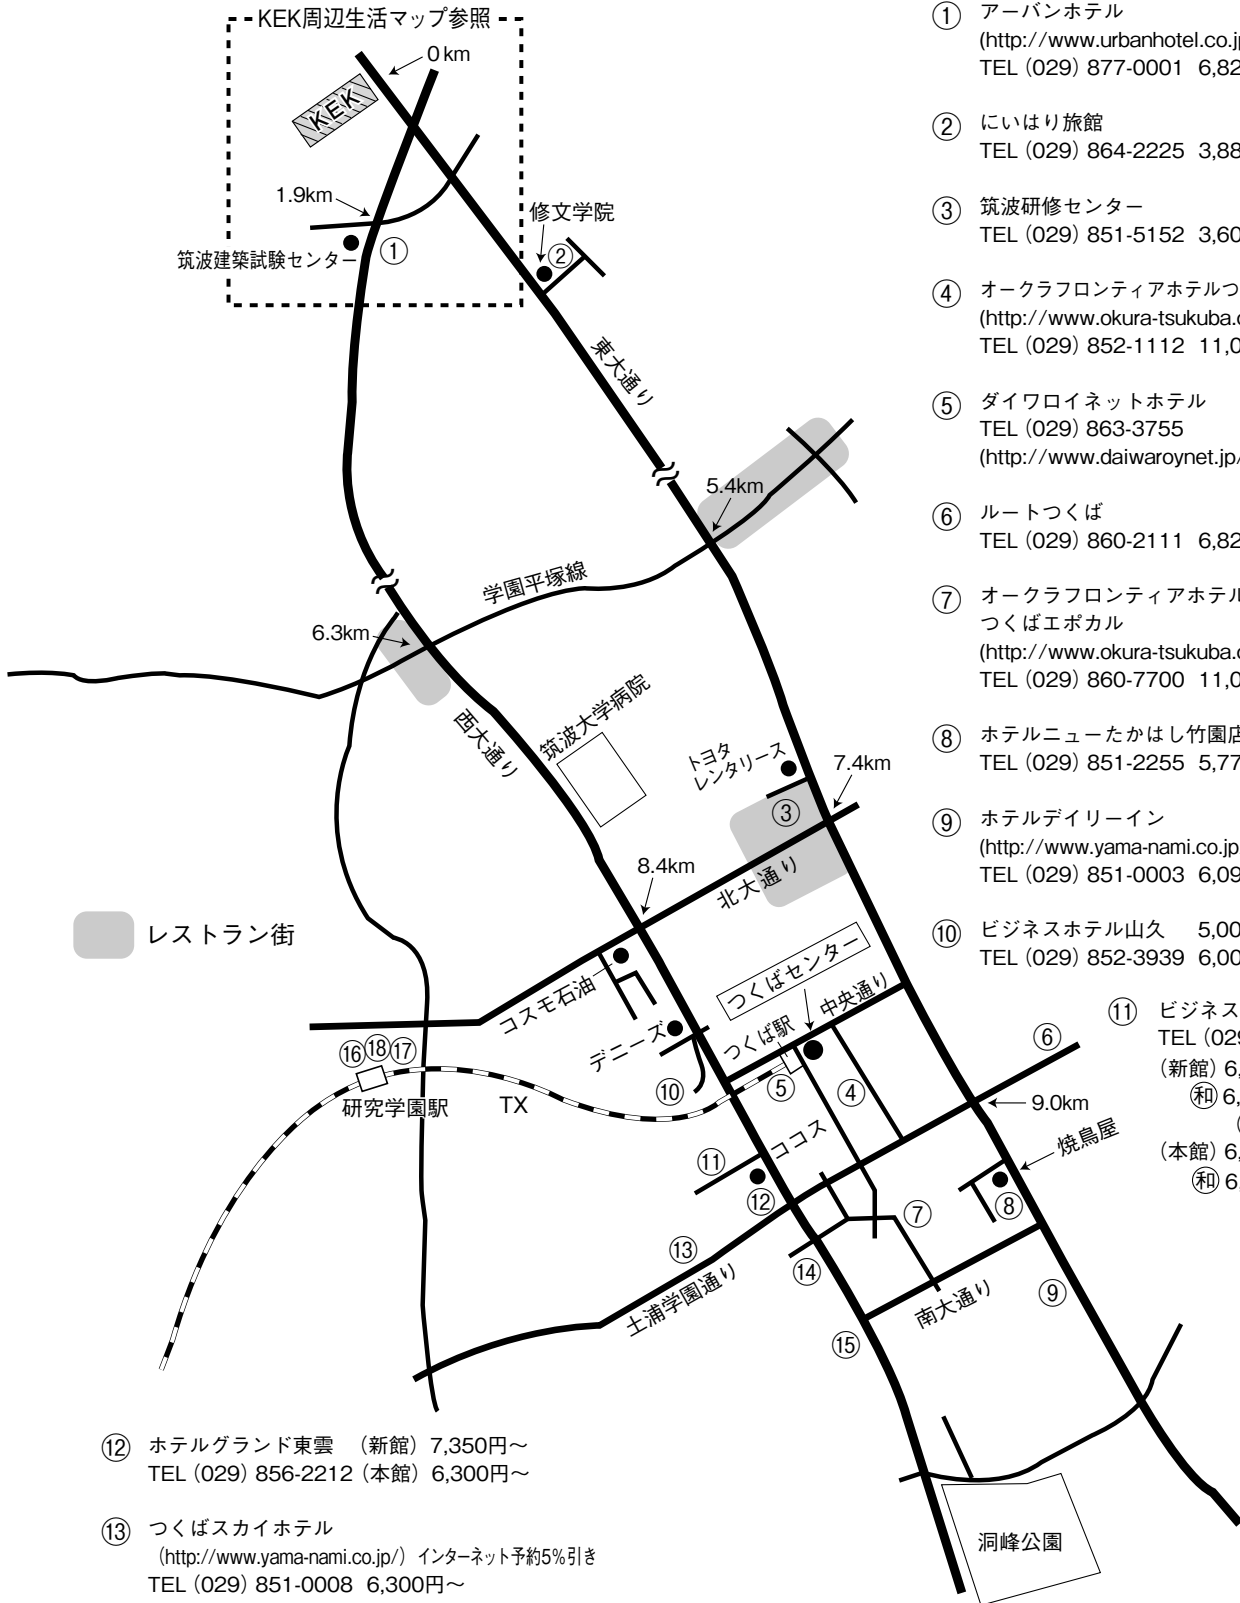 KEK周辺生活マップ参照
0km
KEK
1.9km
筑波建築試験センター
①
修文学院
②
東大通り
5.4km
学園平塚線
6.3km
西大通り
筑波大学病院
トヨタ
レンタリース
7.4km
③
8.4km
北大通り
レストラン街
コスモ石油
つくばセンター
中央通り
つくば駅
デニーズ
⑯⑱⑰
研究学園駅
TX
⑩
⑤
④
⑥
9.0km
焼鳥屋
ココス
⑪
⑫
⑧
⑦
⑬
⑭
土浦学園通り
南大通り
⑨
⑮
洞峰公園
① アーバンホテル
(http://www.urbanhotel.co.jp
TEL (029) 877-0001 6,82
② にいはり旅館
TEL (029) 864-2225 3,88
③ 筑波研修センター
TEL (029) 851-5152 3,60
④ オークラフロンティアホテルつ
(http://www.okura-tsukuba.c
TEL (029) 852-1112 11,0
⑤ ダイワロイネットホテル
TEL (029) 863-3755
(http://www.daiwaroynet.jp/
⑥ ルートつくば
TEL (029) 860-2111 6,82
⑦ オークラフロンティアホテル
つくばエポカル
(http://www.okura-tsukuba.c
TEL (029) 860-7700 11,0
⑧ ホテルニューたかはし竹園店
TEL (029) 851-2255 5,77
⑨ ホテルデイリーイン
(http://www.yama-nami.co.jp
TEL (029) 851-0003 6,09
⑩ ビジネスホテル山久 5,00
TEL (029) 852-3939 6,00
⑪ ビジネス
TEL (029
(新館) 6,
㊒ 6,
(
(本館) 6,
㊒ 6,
⑫ ホテルグランド東雲 (新館) 7,350円〜
TEL (029) 856-2212 (本館) 6,300円〜
⑬ つくばスカイホテル
(http://www.yama-nami.co.jp/) インターネット予約5%引き
TEL (029) 851-0008 6,300円〜